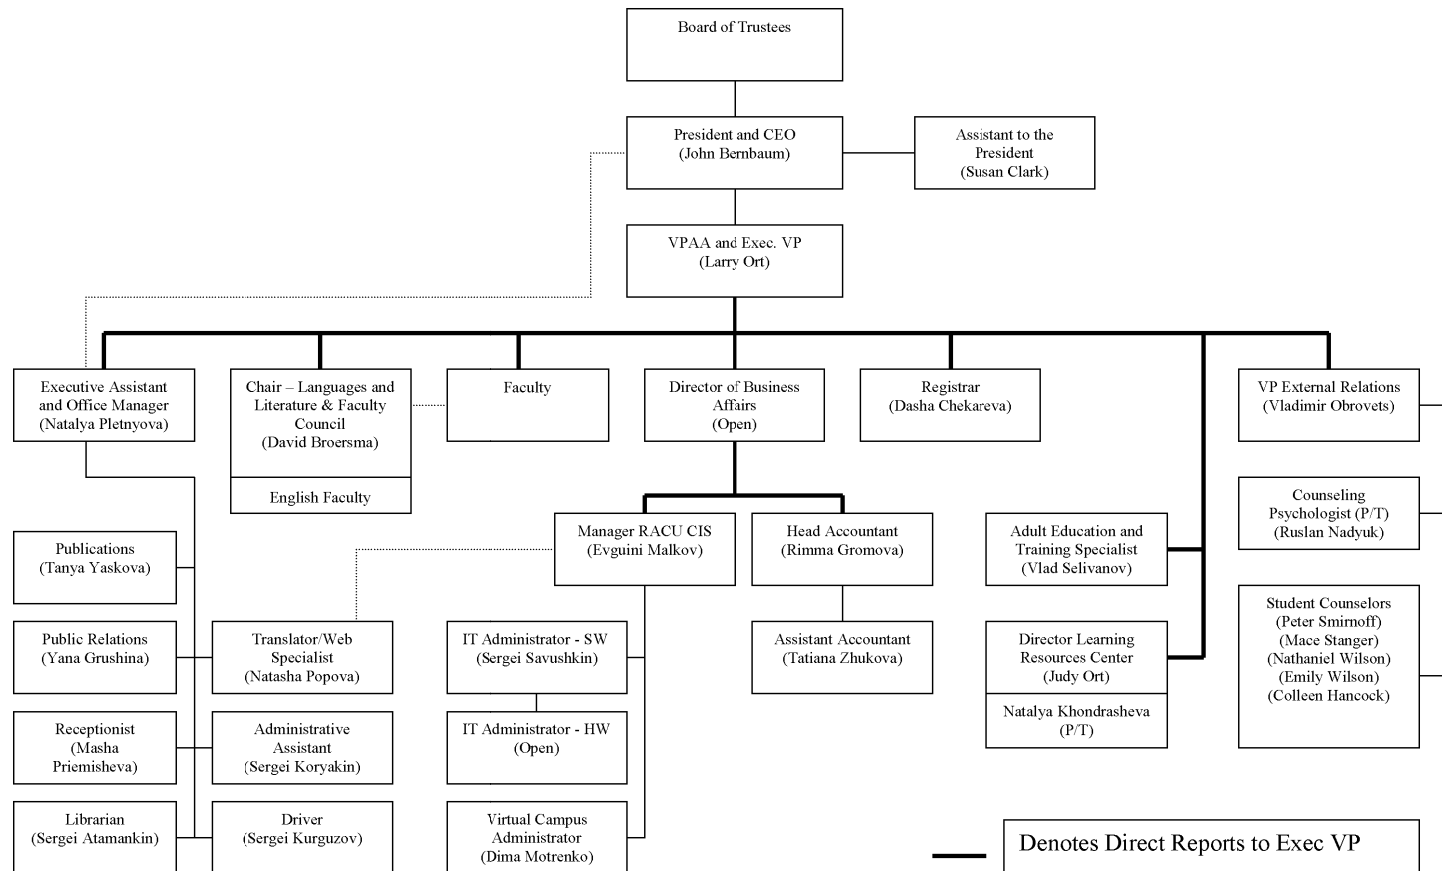 Board of Trustees
President and CEO
(John Bernbaum)
Assistant to the
President
(Susan Clark)
VPAA and Exec. VP
(Larry Ort)
Executive Assistant
and Office Manager
(Natalya Pletnyova)
Chair – Languages and
Literature & Faculty
Council
(David Broersma)
English Faculty
Faculty
Director of Business
Affairs
(Open)
Registrar
(Dasha Chekareva)
VP External Relations
(Vladimir Obrovets)
Counseling
Psychologist (P/T)
(Ruslan Nadyuk)
Manager RACU CIS
(Evguini Malkov)
Head Accountant
(Rimma Gromova)
Adult Education and
Training Specialist
(Vlad Selivanov)
Publications
(Tanya Yaskova)
Student Counselors
(Peter Smirnoff)
(Mace Stanger)
(Nathaniel Wilson)
(Emily Wilson)
(Colleen Hancock)
Public Relations
(Yana Grushina)
Translator/Web
Specialist
(Natasha Popova)
IT Administrator - SW
(Sergei Savushkin)
Assistant Accountant
(Tatiana Zhukova)
Director Learning
Resources Center
(Judy Ort)
Natalya Khondrasheva
(P/T)
Receptionist
(Masha
Priemisheva)
Administrative
Assistant
(Sergei Koryakin)
IT Administrator - HW
(Open)
Librarian
(Sergei Atamankin)
Driver
(Sergei Kurguzov)
Virtual Campus
Administrator
(Dima Motrenko)
Denotes Direct Reports to Exec VP